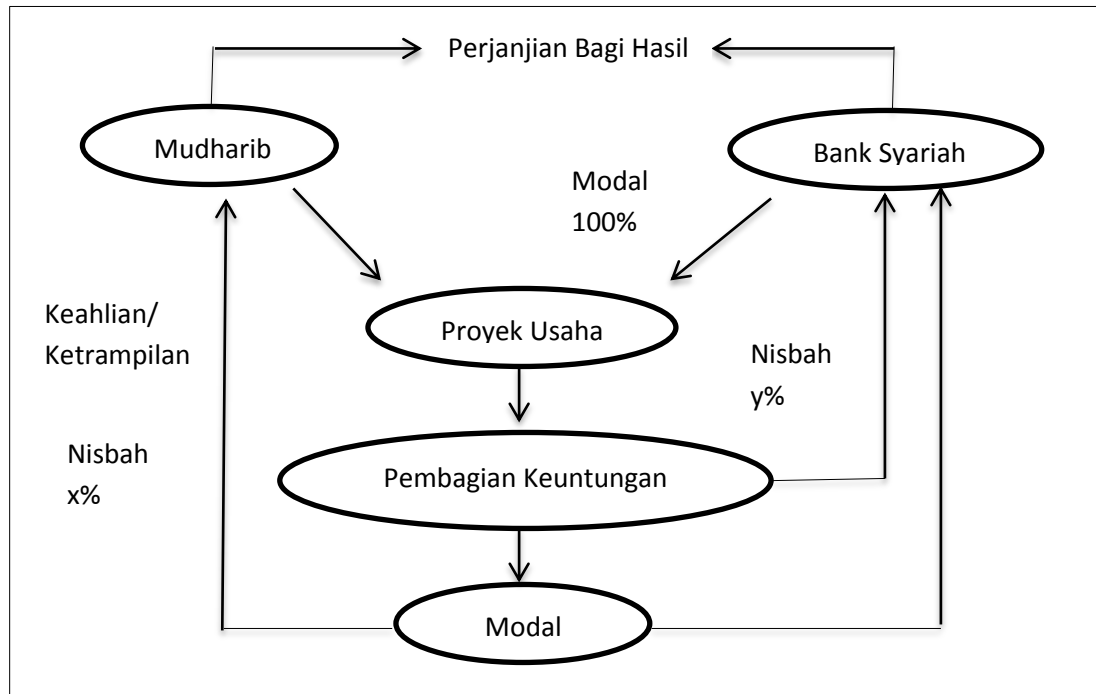 Perjanjian Bagi Hasil
Mudharib
Bank Syariah
Modal
100%
Keahlian/
Ketrampilan
Proyek Usaha
Nisbah
y%
Nisbah
x%
Pembagian Keuntungan
Modal